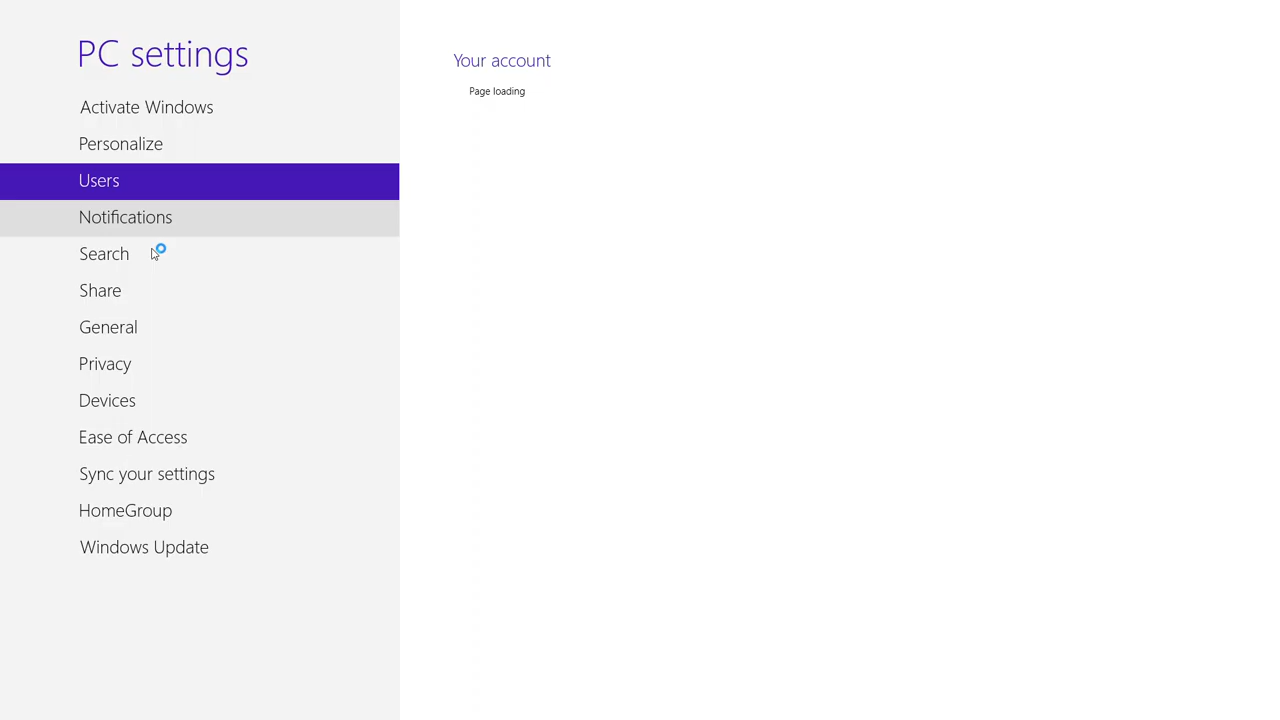 PC settings
Activate Windows
Personalize
Users
Notifications
Search
Share
General
Privacy
Devices
Ease of Access
Sync your settings
HomeGroup
Windows Update
Your account
Page loading